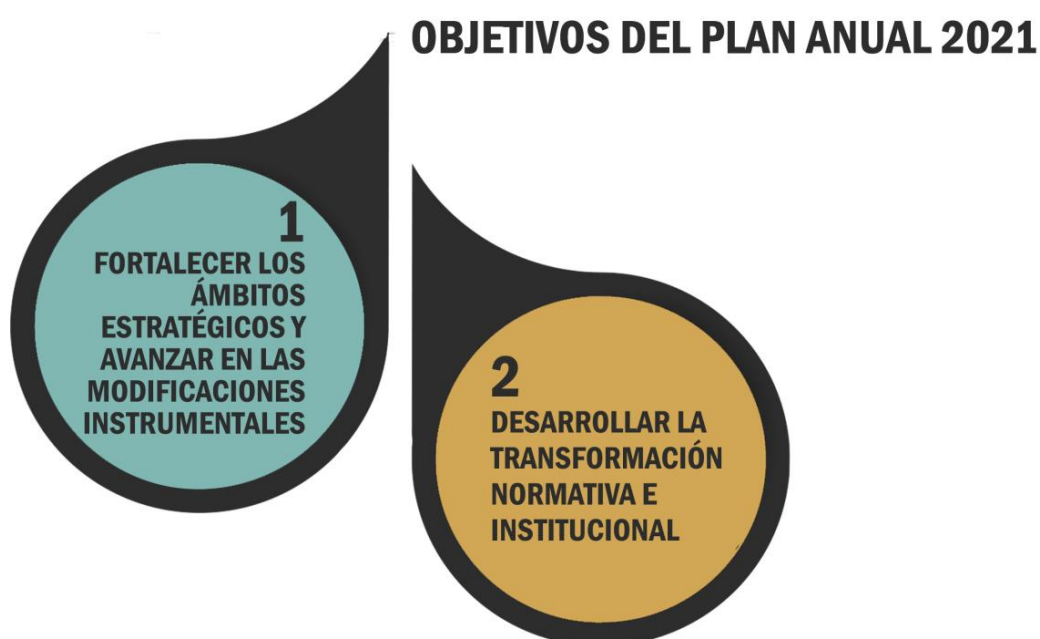 OBJETIVOS DEL PLAN ANUAL 2021
1
FORTALECER LOS
ÁMBITOS
ESTRATÉGICOS Y
AVANZAR EN LAS
MODIFICACIONES
INSTRUMENTALES
2
DESARROLLAR LA
TRANSFORMACIÓN
NORMATIVA E
INSTITUCIONAL